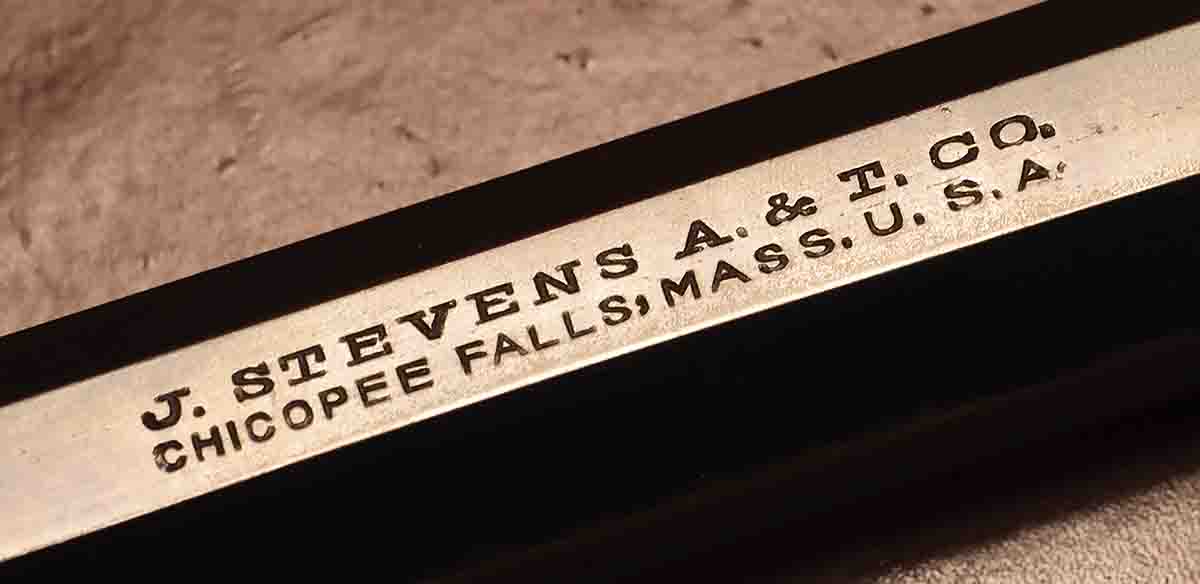 J. STEVENS A. & T. CO.
CHICOPEE FALLS, MASS. U. S. A.